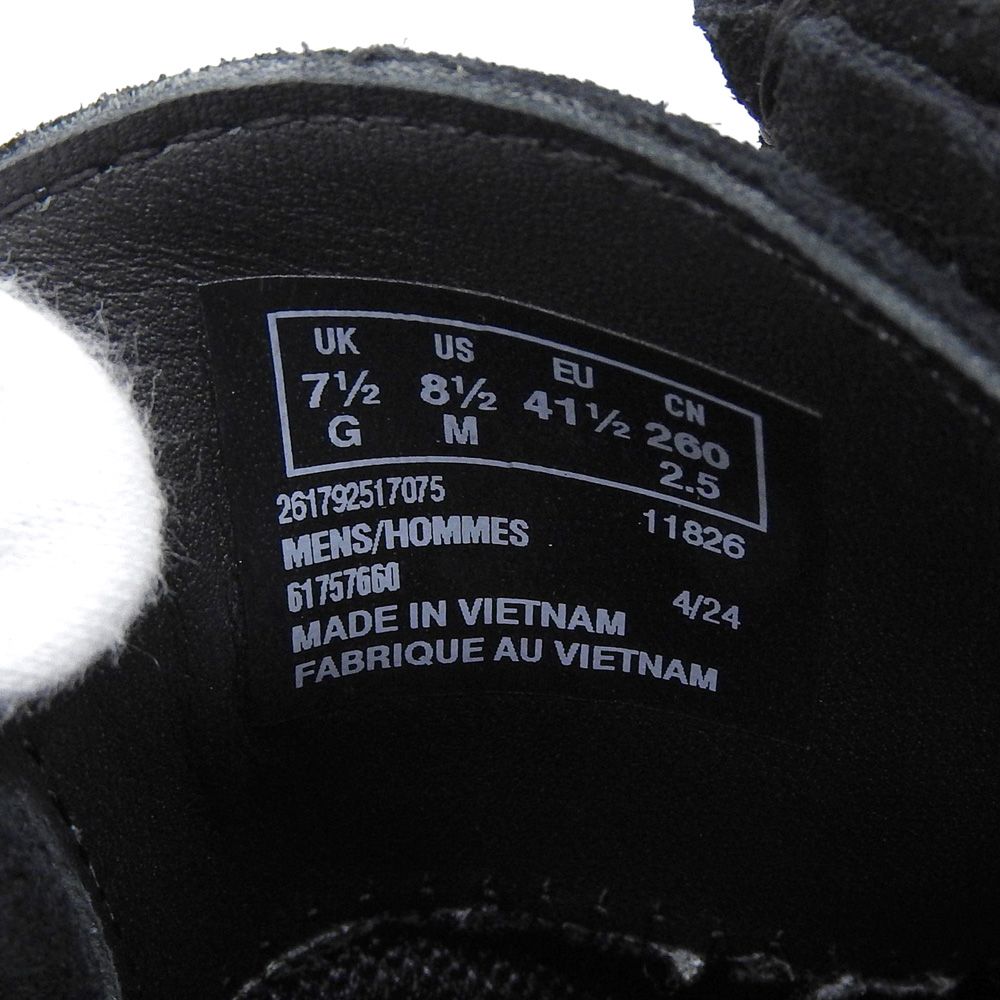 UK US EU CN
7½ 8½ 41½ 260
G M 2.5
261792517075 11826
MENS/HOMMES
61757660 4/24
MADE IN VIETNAM
FABRIQUE AU VIETNAM